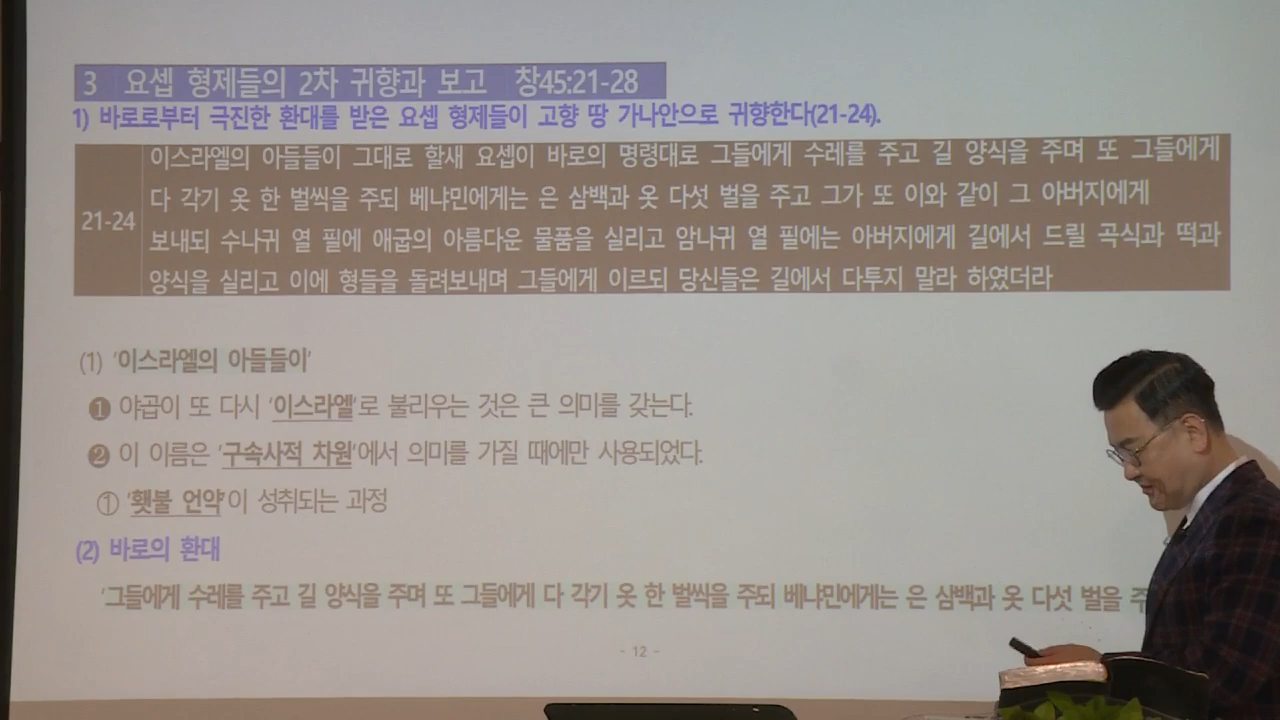 3 요셉 형제들의 2차 귀향과 보고 창45:21-28
1) 바로로부터 극진한 환대를 받은 요셉 형제들이 고향 땅 가나안으로 귀향한다(21-24).
21-24
이스라엘의 아들들이 그대로 할새 요셉이 바로의 명령대로 그들에게 수레를 주고 길 양식을 주며 또 그들에게
다 각기 옷 한 벌씩을 주되 베냐민에게는 은 삼백과 옷 다섯 벌을 주고 그가 또 이와 같이 그 아버지에게
보내되 수나귀 열 필에 애굽의 아름다운 물품을 실리고 암나귀 열 필에는 아버지에게 길에서 드릴 곡식과 떡과
양식을 실리고 이에 형들을 돌려보내며 그들에게 이르되 당신들은 길에서 다투지 말라 하였더라
(1) '이스라엘의 아들들이'
❶ 야곱이 또 다시 '이스라엘'로 불리우는 것은 큰 의미를 갖는다.
❷ 이 이름은 '구속사적 차원'에서 의미를 가질 때에만 사용되었다.
① '횃불 언약'이 성취되는 과정
(2) 바로의 환대
'그들에게 수레를 주고 길 양식을 주며 또 그들에게 다 각기 옷 한 벌씩을 주되 베냐민에게는 은 삼백과 옷 다섯 벌을
- 12 -